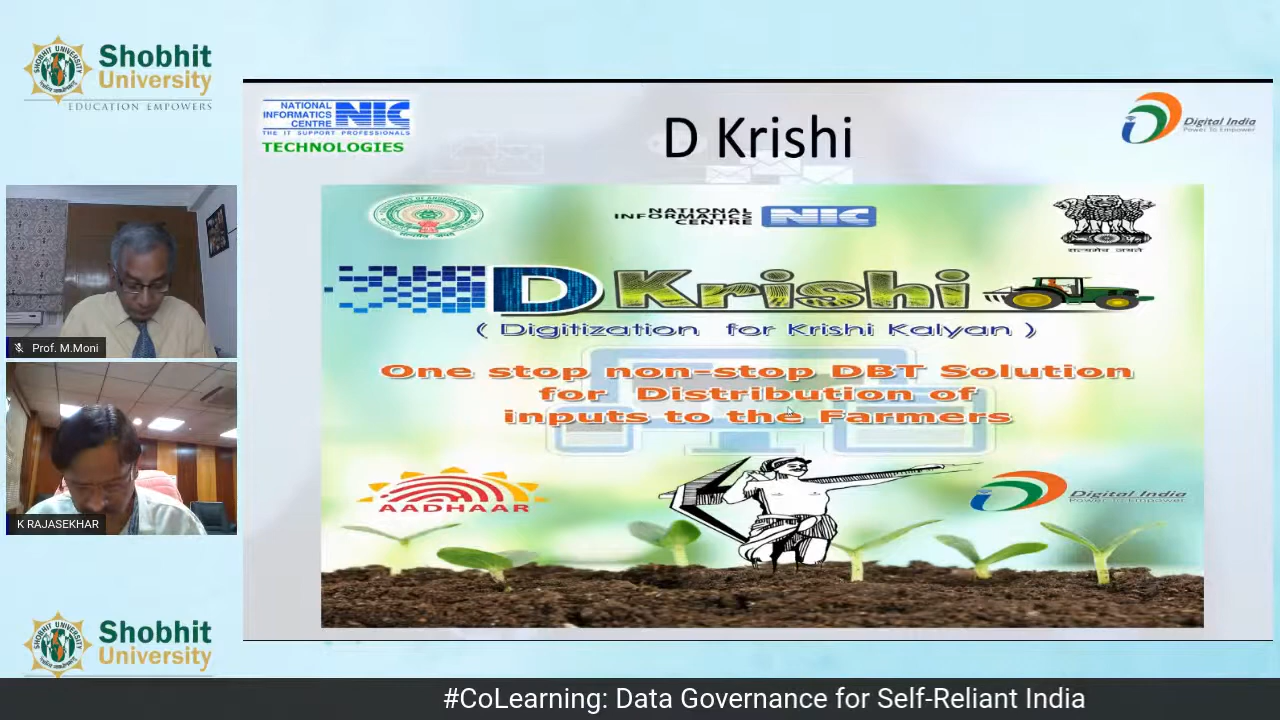 Shobhit
University
EDUCATION EMPOWERS
NATIONAL
INFORMATICS
CENTRE
NIC
THE IT SUPPORT PROFESSIONALS
TECHNOLOGIES
D Krishi
Digital India
Power To Empower
NATIONAL
INFORMATICS
CENTRE
NIC
सत्यमेव जयते
D Krishi
( Digitization for Krishi Kalyan )
One stop non-stop DBT Solution
for Distribution of
inputs to the Farmers
AADHAAR
Digital India
Power To Empower
Prof. M.Moni
K RAJASEKHAR
Shobhit
University
#CoLearning: Data Governance for Self-Reliant India